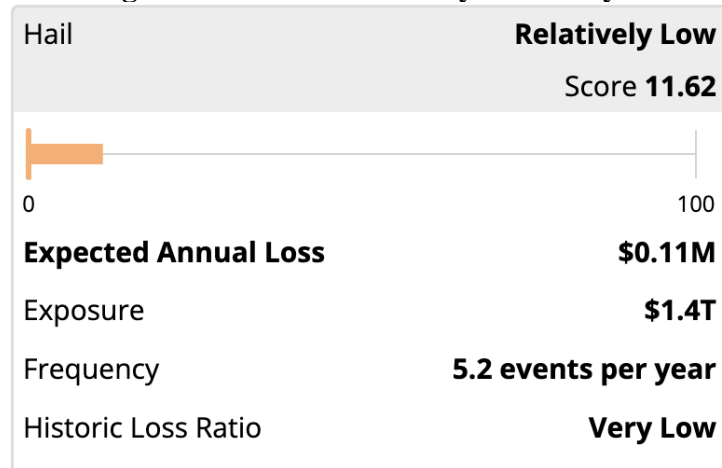 Hail Relatively Low
Score 11.62
0 100
Expected Annual Loss $0.11M
Exposure $1.4T
Frequency 5.2 events per year
Historic Loss Ratio Very Low